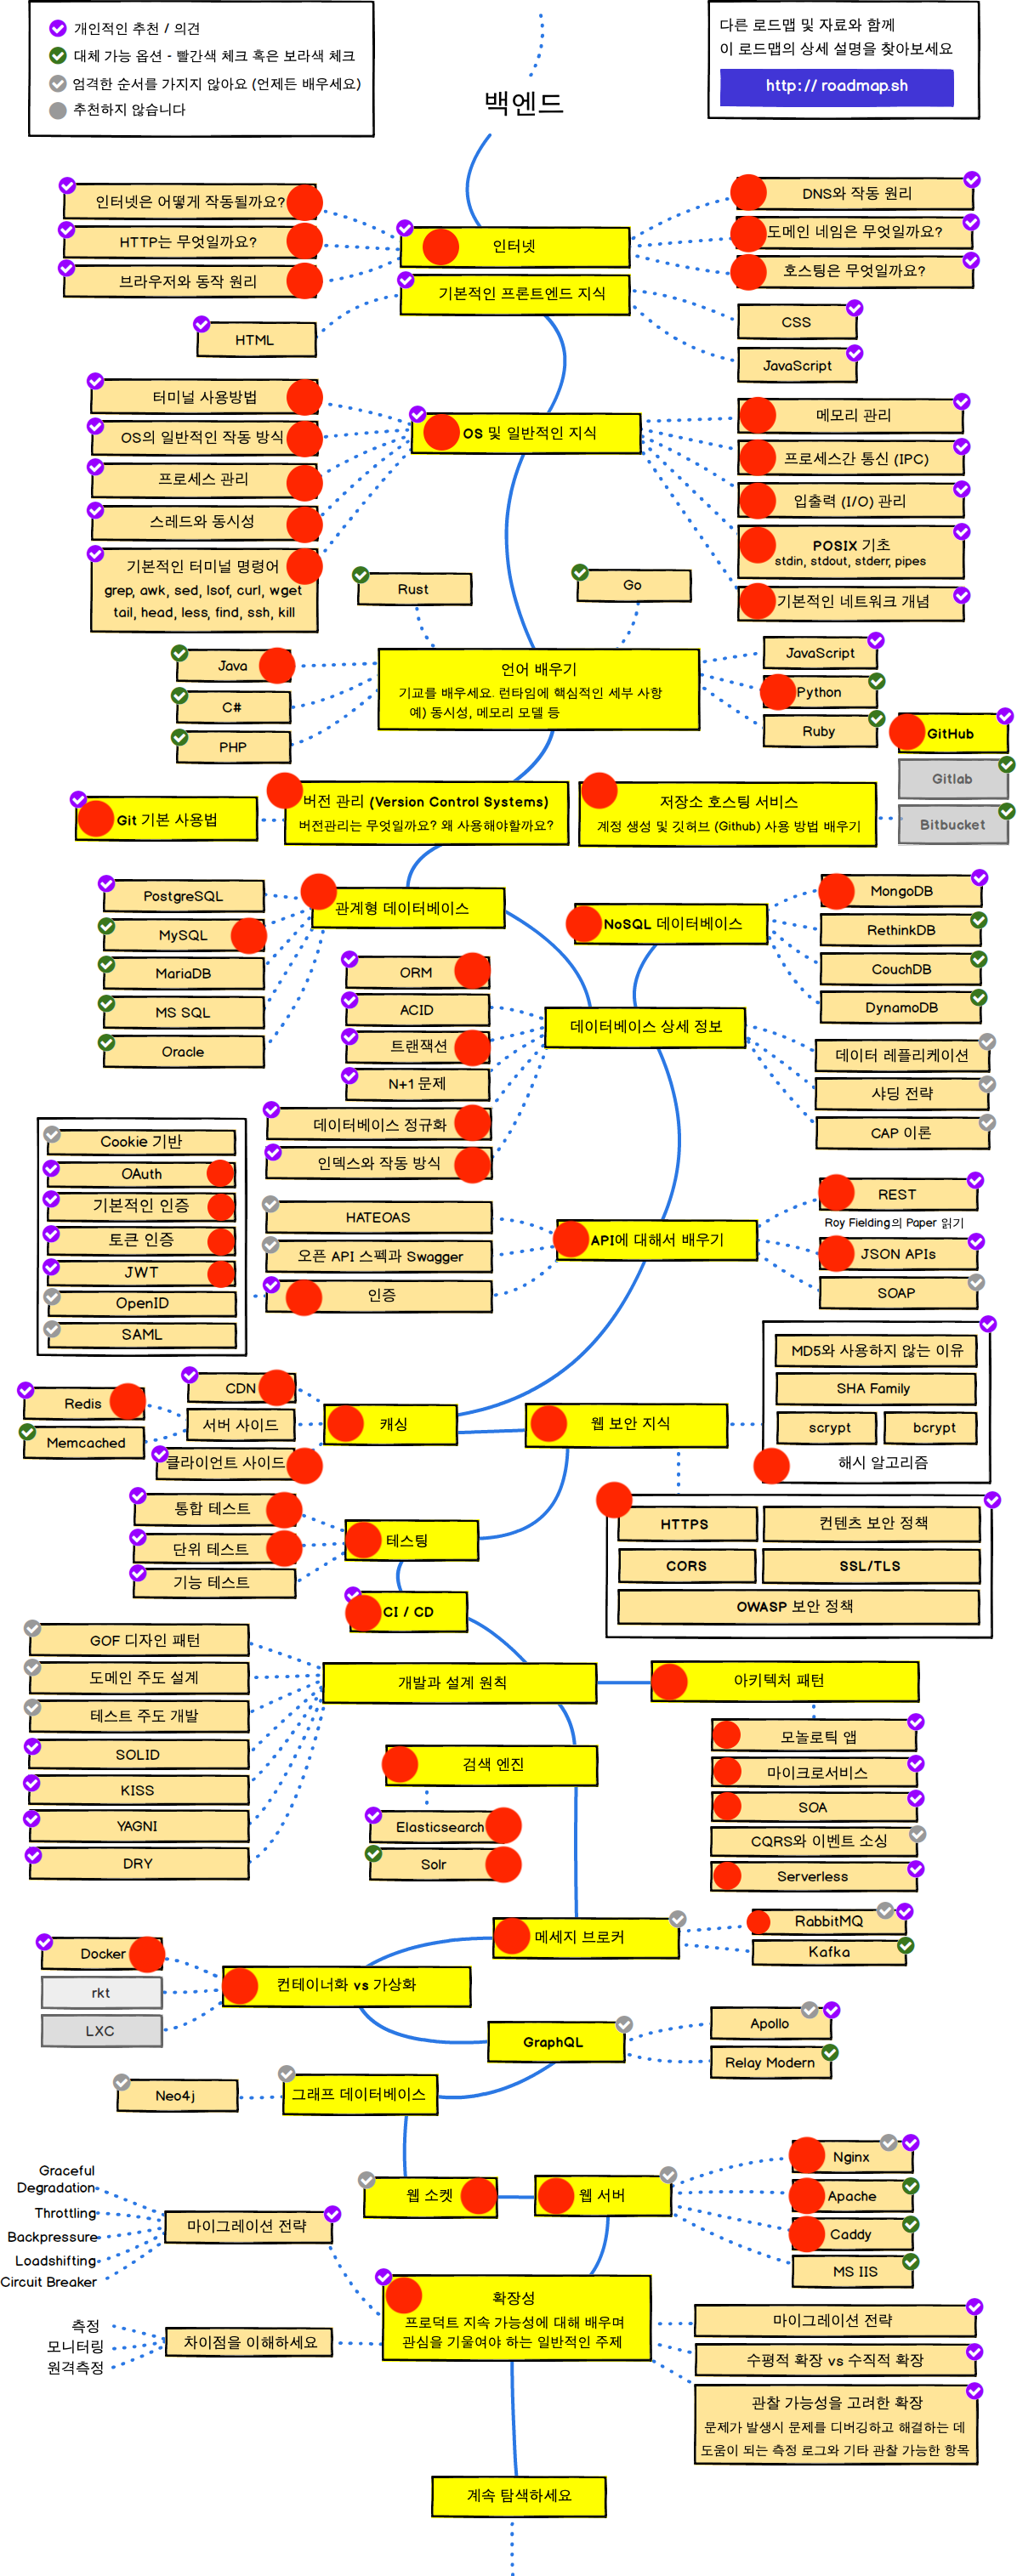 개인적인 추천 / 의견
대체 가능 옵션 - 빨간색 체크 혹은 보라색 체크
엄격한 순서를 가지지 않아요 (언제든 배우세요)
추천하지 않습니다
다른 로드맵 및 자료와 함께
이 로드맵의 상세 설명을 찾아보세요
http://roadmap.sh
백엔드
인터넷은 어떻게 작동될까요?
HTTP는 무엇일까요?
브라우저와 동작 원리
인터넷
DNS와 작동 원리
도메인 네임은 무엇일까요?
호스팅은 무엇일까요?
기본적인 프론트엔드 지식
HTML
CSS
JavaScript
터미널 사용방법
OS의 일반적인 작동 방식
프로세스 관리
스레드와 동시성
기본적인 터미널 명령어
grep, awk, sed, lsof, curl, wget
tail, head, less, find, ssh, kill
OS 및 일반적인 지식
메모리 관리
프로세스간 통신 (IPC)
입출력 (I/O) 관리
POSIX 기초
stdin, stdout, stderr, pipes
기본적인 네트워크 개념
Rust
Go
Java
C#
PHP
언어 배우기
기교를 배우세요. 런타임에 핵심적인 세부 사항
예) 동시성, 메모리 모델 등
JavaScript
Python
Ruby
GitHub
Gitlab
Bitbucket
Git 기본 사용법
버전 관리 (Version Control Systems)
버전관리는 무엇일까요? 왜 사용해야할까요?
저장소 호스팅 서비스
계정 생성 및 깃허브 (Github) 사용 방법 배우기
PostgreSQL
MySQL
MariaDB
MS SQL
Oracle
관계형 데이터베이스
NoSQL 데이터베이스
MongoDB
RethinkDB
CouchDB
DynamoDB
ORM
ACID
트랜잭션
N+1 문제
데이터베이스 정규화
인덱스와 작동 방식
데이터베이스 상세 정보
데이터 레플리케이션
샤딩 전략
CAP 이론
Cookie 기반
OAuth
기본적인 인증
토큰 인증
JWT
OpenID
SAML
HATEOAS
오픈 API 스펙과 Swagger
인증
API에 대해서 배우기
REST
Roy Fielding의 Paper 읽기
JSON APIs
SOAP
MD5와 사용하지 않는 이유
SHA Family
scrypt
bcrypt
해시 알고리즘
Redis
Memcached
CDN
서버 사이드
클라이언트 사이드
캐싱
웹 보안 지식
HTTPS
컨텐츠 보안 정책
CORS
SSL/TLS
OWASP 보안 정책
통합 테스트
단위 테스트
기능 테스트
테스팅
CI / CD
GOF 디자인 패턴
도메인 주도 설계
테스트 주도 개발
SOLID
KISS
YAGNI
DRY
개발과 설계 원칙
아키텍처 패턴
모놀로틱 앱
마이크로서비스
SOA
CQRS와 이벤트 소싱
Serverless
검색 엔진
Elasticsearch
Solr
메세지 브로커
RabbitMQ
Kafka
Docker
rkt
LXC
컨테이너화 vs 가상화
GraphQL
Apollo
Relay Modern
Neo4j
그래프 데이터베이스
웹 소켓
웹 서버
Nginx
Apache
Caddy
MS IIS
Graceful
Degradation
Throttling
Backpressure
Loadshifting
Circuit Breaker
마이그레이션 전략
확장성
프로덕트 지속 가능성에 대해 배우며
관심을 기울여야 하는 일반적인 주제
측정
모니터링
원격측정
차이점을 이해하세요
마이그레이션 전략
수평적 확장 vs 수직적 확장
관찰 가능성을 고려한 확장
문제가 발생시 문제를 디버깅하고 해결하는 데
도움이 되는 측정 로그와 기타 관찰 가능한 항목
계속 탐색하세요